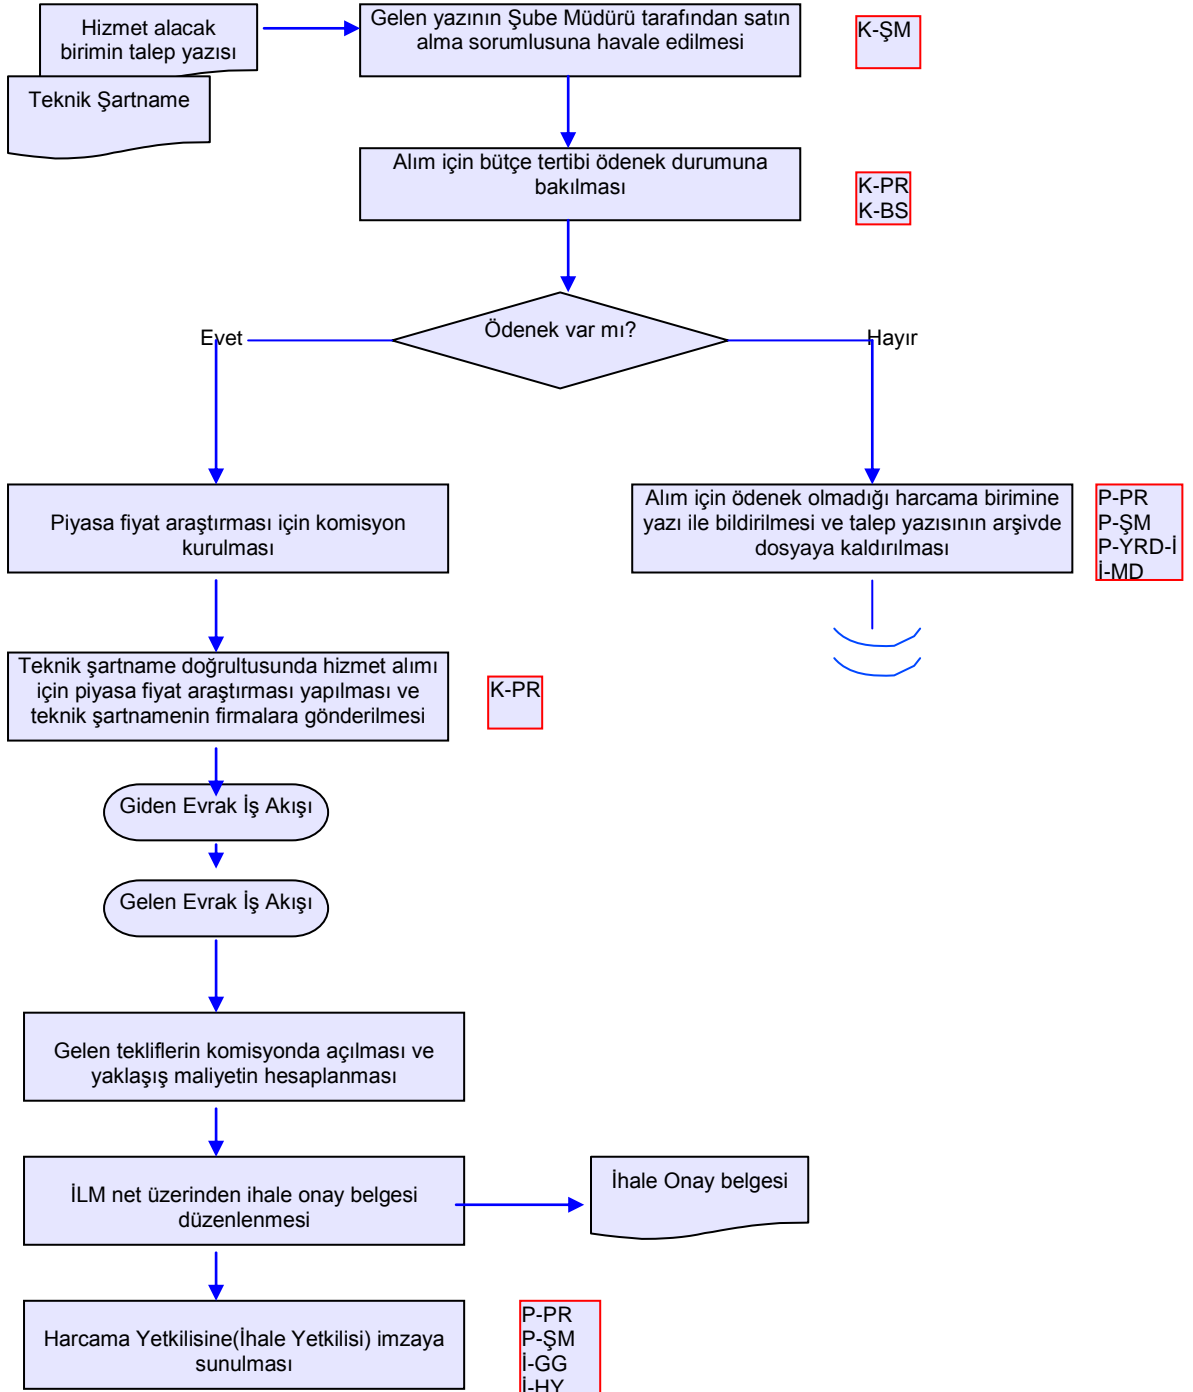 Hizmet alacak
birimin talep yazısı
Teknik Şartname
Gelen yazının Şube Müdürü tarafından satın
alma sorumlusuna havale edilmesi
K-ŞM
Alım için bütçe tertibi ödenek durumuna
bakılması
K-PR
K-BS
Ödenek var mı?
Evet
Hayır
Piyasa fiyat araştırması için komisyon
kurulması
Alım için ödenek olmadığı harcama birimine
yazı ile bildirilmesi ve talep yazısının arşivde
dosyaya kaldırılması
P-PR
P-ŞM
P-YRD-İ
İ-MD
Teknik şartname doğrultusunda hizmet alımı
için piyasa fiyat araştırması yapılması ve
teknik şartnamenin firmalara gönderilmesi
K-PR
Giden Evrak İş Akışı
Gelen Evrak İş Akışı
Gelen tekliflerin komisyonda açılması ve
yaklaşış maliyetin hesaplanması
İLM net üzerinden ihale onay belgesi
düzenlenmesi
İhale Onay belgesi
Harcama Yetkilisine(İhale Yetkilisi) imzaya
sunulması
P-PR
P-ŞM
İ-GG
İ-HY